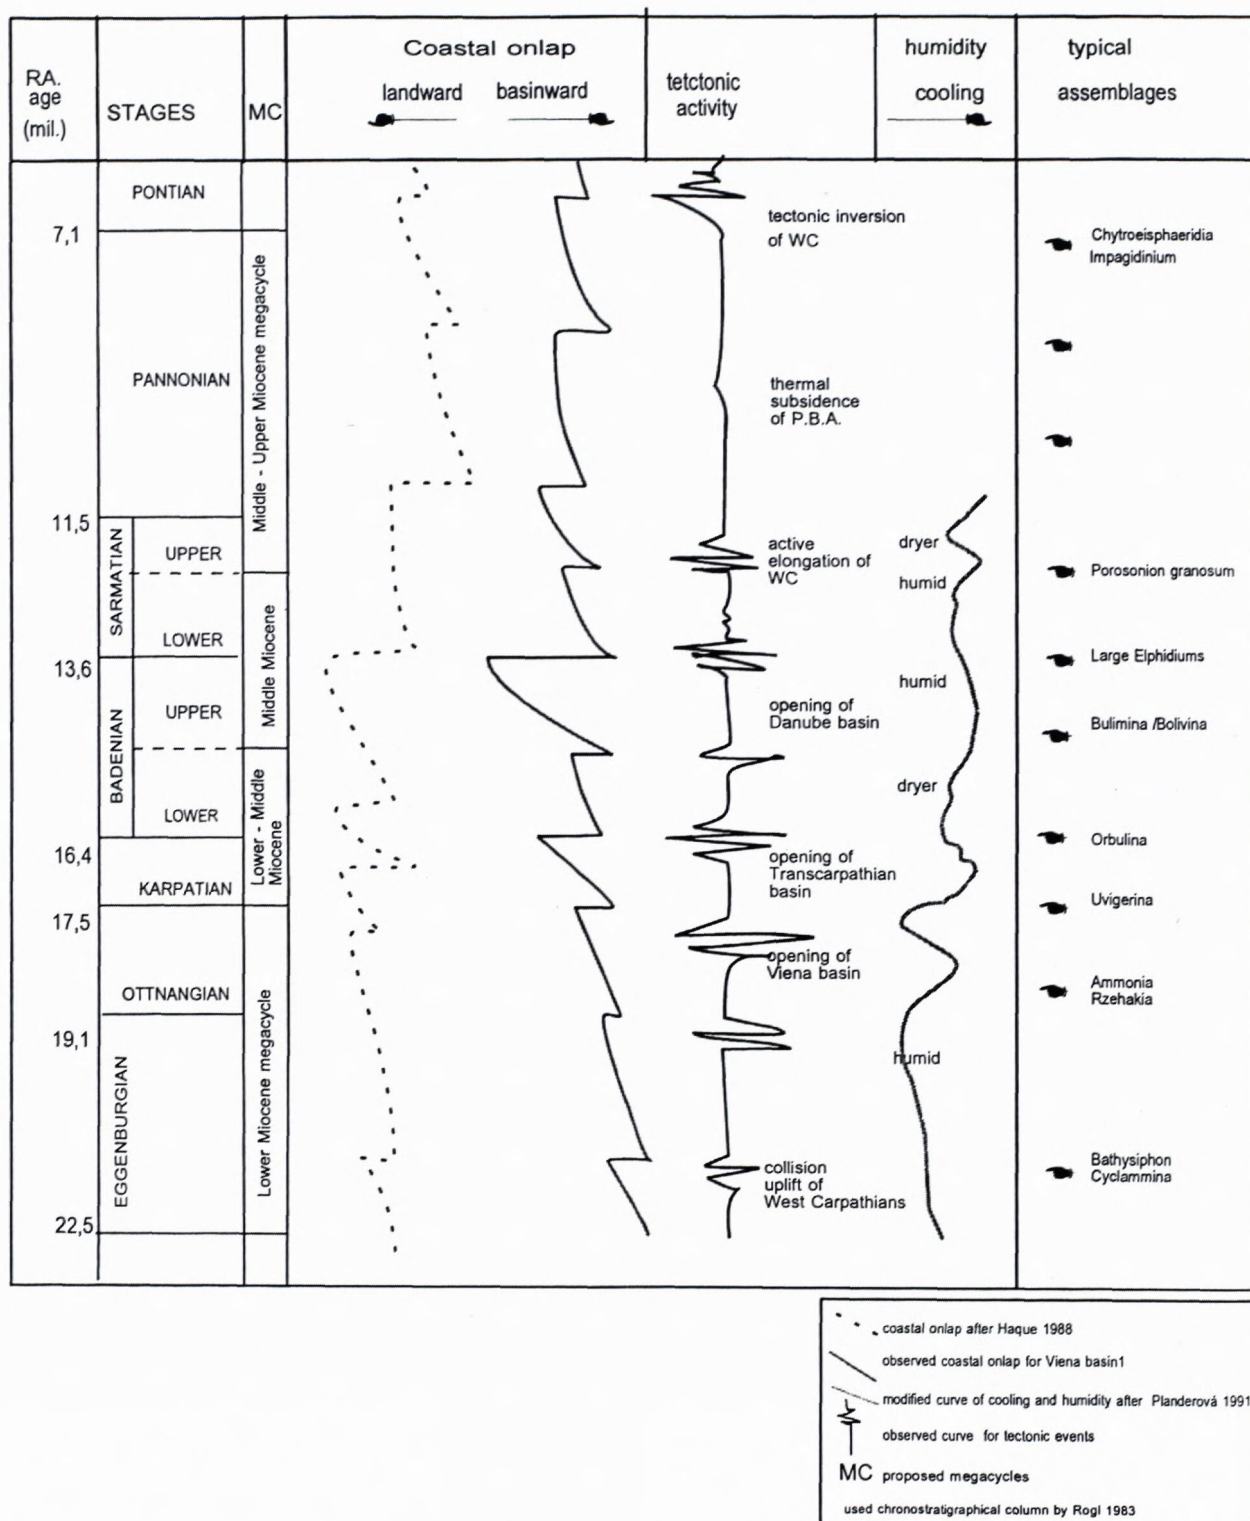 RA.
age
(mil.)
STAGES
MC
Coastal onlap
landward
basinward
tetctonic
activity
humidity
cooling
typical
assemblages
PONTIAN
7,1
PANNONIAN
11,5
SARMATIAN
UPPER
LOWER
13,6
BADENIAN
UPPER
LOWER
16,4
KARPATIAN
17,5
OTTNANGIAN
19,1
EGGENBURGIAN
22,5
Middle - Upper Miocene megacycle
Middle Miocene
Lower - Middle
Miocene
Lower Miocene megacycle
tectonic inversion
of WC
thermal
subsidence
of P.B.A.
active
elongation of
WC
opening of
Danube basin
opening of
Transcarpathian
basin
opening of
Viena basin
collision
uplift of
West Carpathians
dryer
humid
humid
dryer
humid
Chytroeisphaeridia
Impagidinium
Porosonion granosum
Large Elphidiums
Bulimina /Bolivina
Orbulina
Uvigerina
Ammonia
Rzehakia
Bathysiphon
Cyclammina
coastal onlap after Haque 1988
observed coastal onlap for Viena basin1
modified curve of cooling and humidity after Planderová 1991
observed curve for tectonic events
MC proposed megacycles
used chronostratigraphical column by Rogl 1983